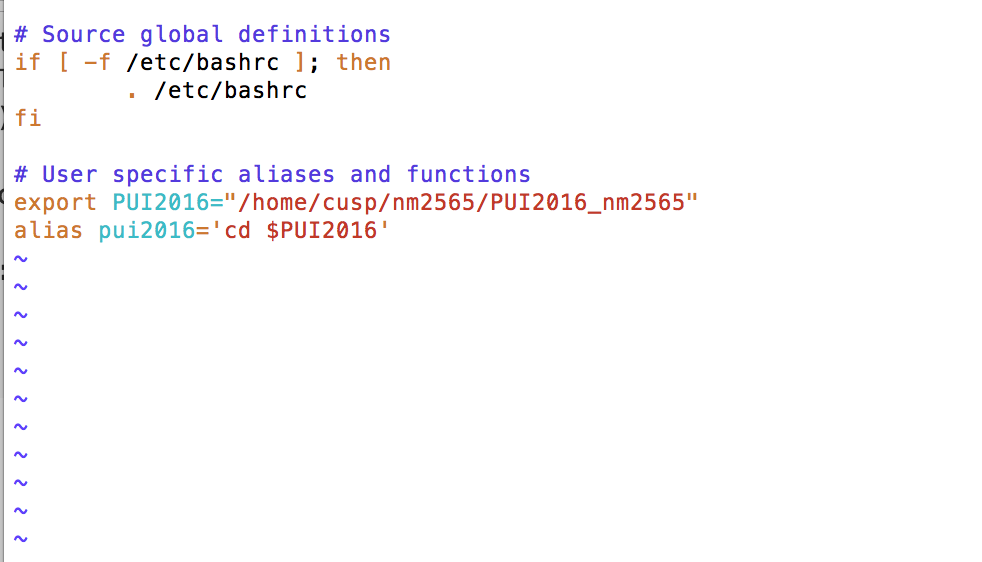 # Source global definitions
if [ -f /etc/bashrc ]; then
        . /etc/bashrc
fi

# User specific aliases and functions
export PUI2016="/home/cusp/nm2565/PUI2016_nm2565"
alias pui2016='cd $PUI2016'
~
~
~
~
~
~
~
~
~
~
~